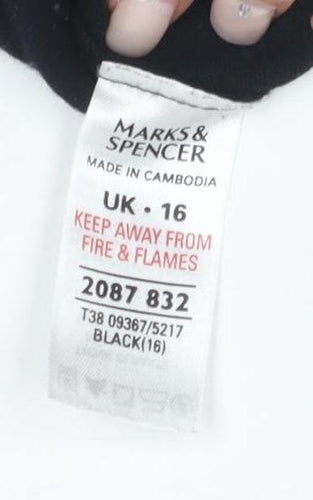 MARKS &
SPENCER
MADE IN CAMBODIA
UK • 16
KEEP AWAY FROM
FIRE & FLAMES
2087 832
T38 09367/5217
BLACK(16)